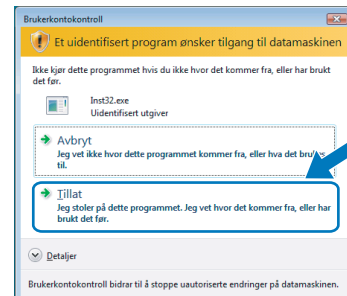 Brukerkontokontroll
Et uidentifisert program ønsker tilgang til datamaskinen
Ikke kjør dette programmet hvis du ikke hvor det kommer fra, eller har brukt
det før.
Inst32.exe
Uidentifisert utgiver
Avbryt
Jeg vet ikke hvor dette programmet kommer fra, eller hva det brukes
til.
Tillat
Jeg stoler på dette programmet. Jeg vet hvor det kommer fra, eller har
brukt det før.
Detaljer
Brukerkontokontroll bidrar til å stoppe uautoriserte endringer på datamaskinen.